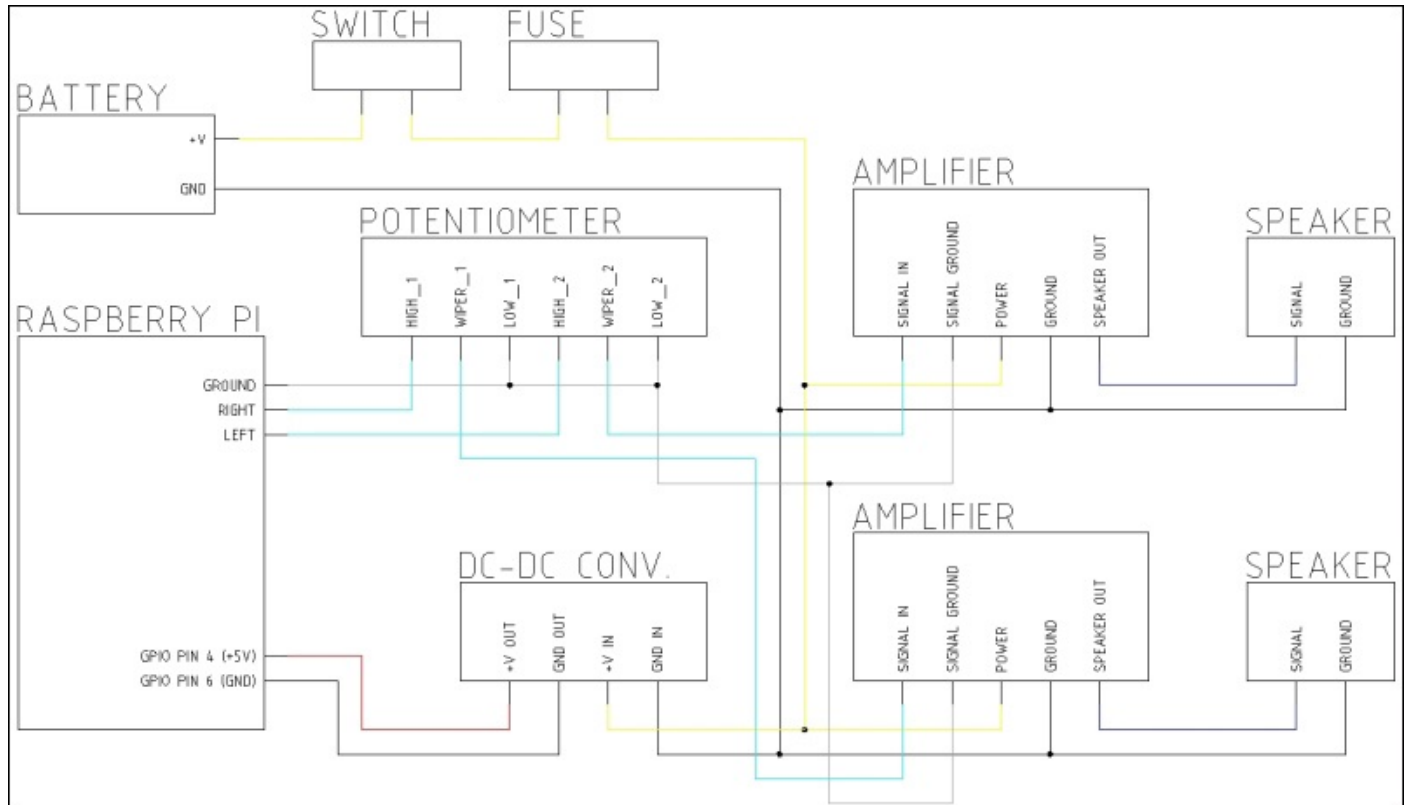 SWITCH
FUSE
BATTERY
+V
GND
POTENTIOMETER
HIGH_1
WIPER_1
LOW_1
HIGH_2
WIPER_2
LOW_2
AMPLIFIER
SIGNAL IN
SIGNAL GROUND
POWER
GROUND
SPEAKER OUT
SPEAKER
SIGNAL
GROUND
RASPBERRY PI
GROUND
RIGHT
LEFT
GPIO PIN 4 (+5V)
GPIO PIN 6 (GND)
DC-DC CONV.
+V OUT
GND OUT
+V IN
GND IN
AMPLIFIER
SIGNAL IN
SIGNAL GROUND
POWER
GROUND
SPEAKER OUT
SPEAKER
SIGNAL
GROUND